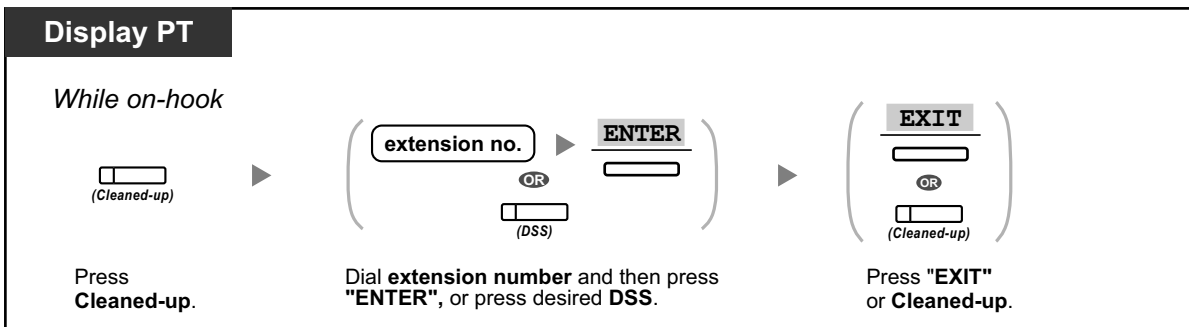 Display PT
While on-hook
(Cleaned-up)
extension no.
ENTER
OR
(DSS)
EXIT
OR
(Cleaned-up)
Press
Cleaned-up.
Dial extension number and then press
"ENTER", or press desired DSS.
Press "EXIT"
or Cleaned-up.